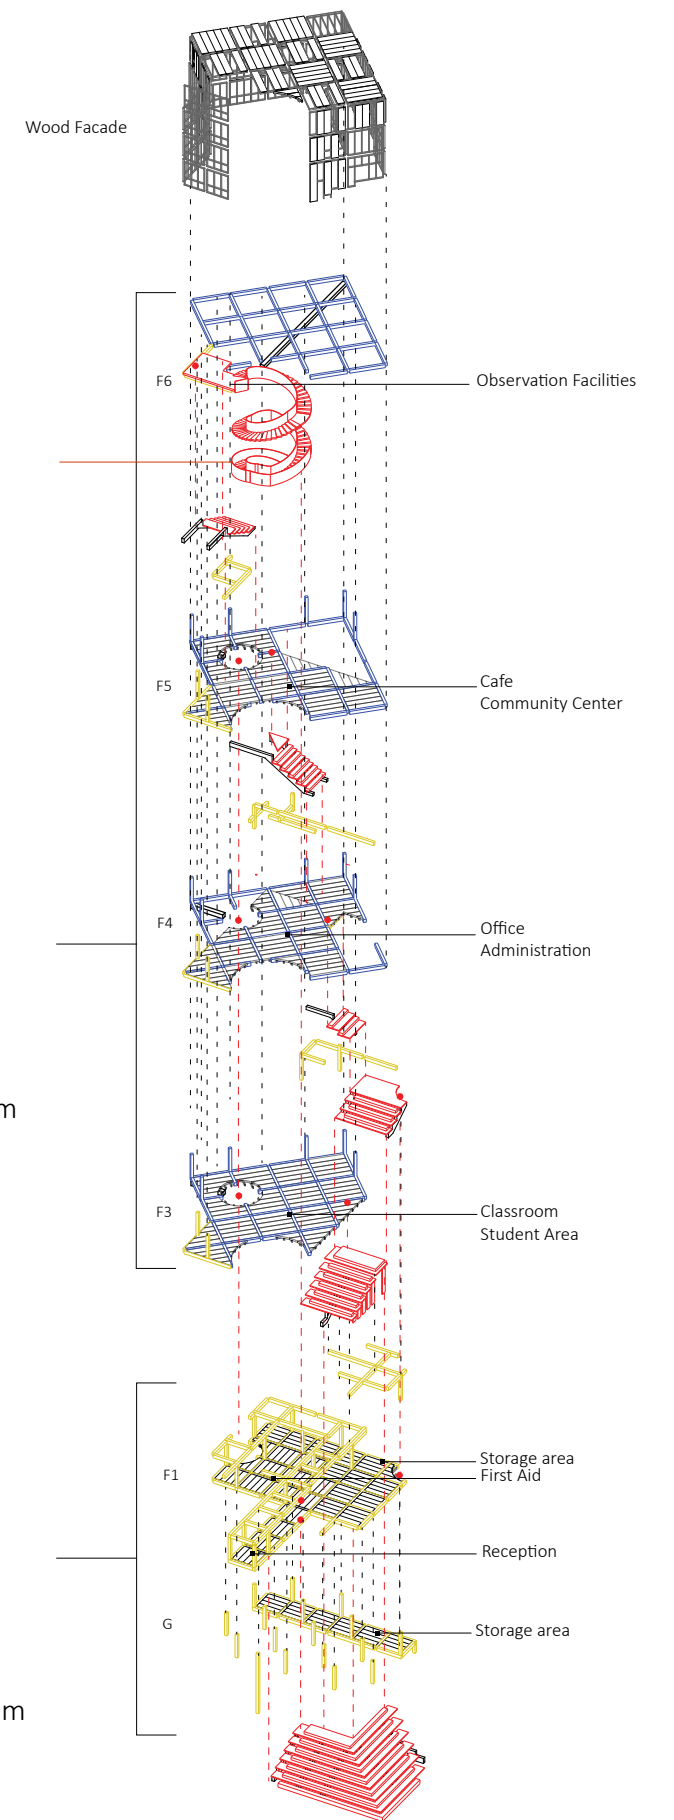 Wood Facade
F6
Observation Facilities
F5
Cafe
Community Center
F4
Office
Administration
m
F3
Classroom
Student Area
Storage area
F1
First Aid
Reception
G
Storage area
m